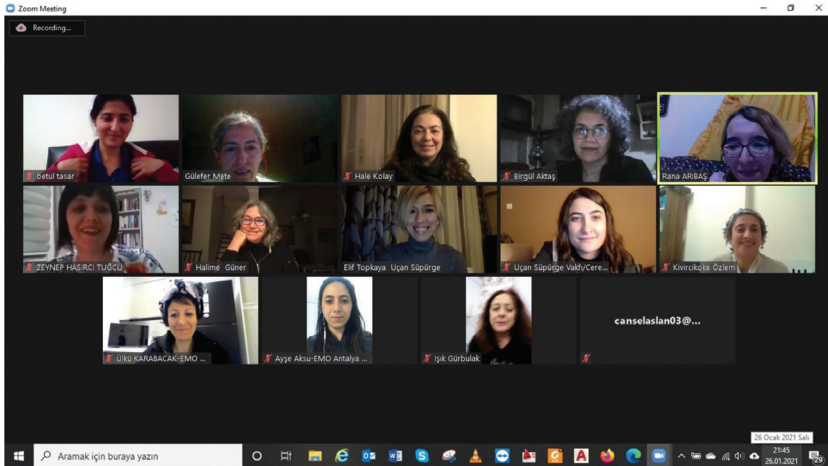 Zoom Meeting
Recording...
betul tasar
Gülefer Mete
Hale Kolay
Birgül Aktaş
Rana ARIBAŞ
ZEYNEP HASIRCI TUĞCU
Halime Güner
Elif Topkaya Uçan Süpürge
Uçan Süpürge Vakfı/Cere...
Kivircikoke Özlem
Ülkü KARABACAK-EMO ...
Ayşe Aksu-EMO Antalya ...
Işık Gürbulak
canselaslan03@...
26 Ocak 2021 Salı
Aramak için buraya yazın
21:45
26.01.2021
29